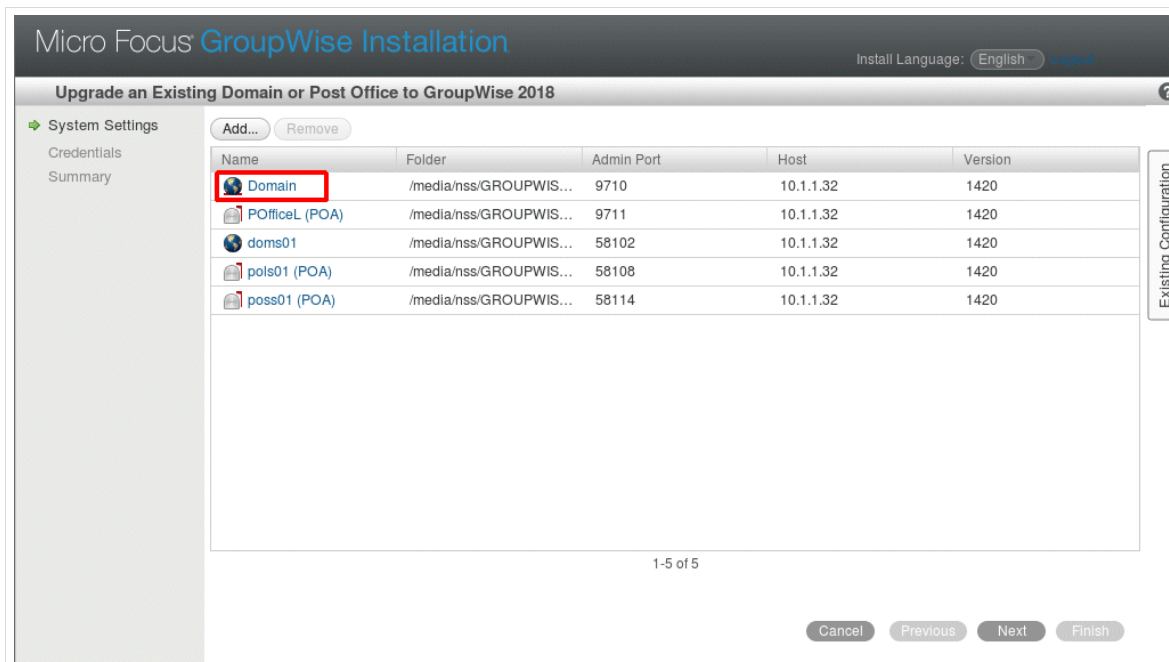 Micro Focus GroupWise Installation
Install Language: English Logout
Upgrade an Existing Domain or Post Office to GroupWise 2018
?
System Settings
Credentials
Summary
Add... Remove
Name Folder Admin Port Host Version
Domain /media/nss/GROUPWIS... 9710 10.1.1.32 1420
POfficeL (POA) /media/nss/GROUPWIS... 9711 10.1.1.32 1420
doms01 /media/nss/GROUPWIS... 58102 10.1.1.32 1420
pols01 (POA) /media/nss/GROUPWIS... 58108 10.1.1.32 1420
poss01 (POA) /media/nss/GROUPWIS... 58114 10.1.1.32 1420
1-5 of 5
Cancel Previous Next Finish
Existing Configuration